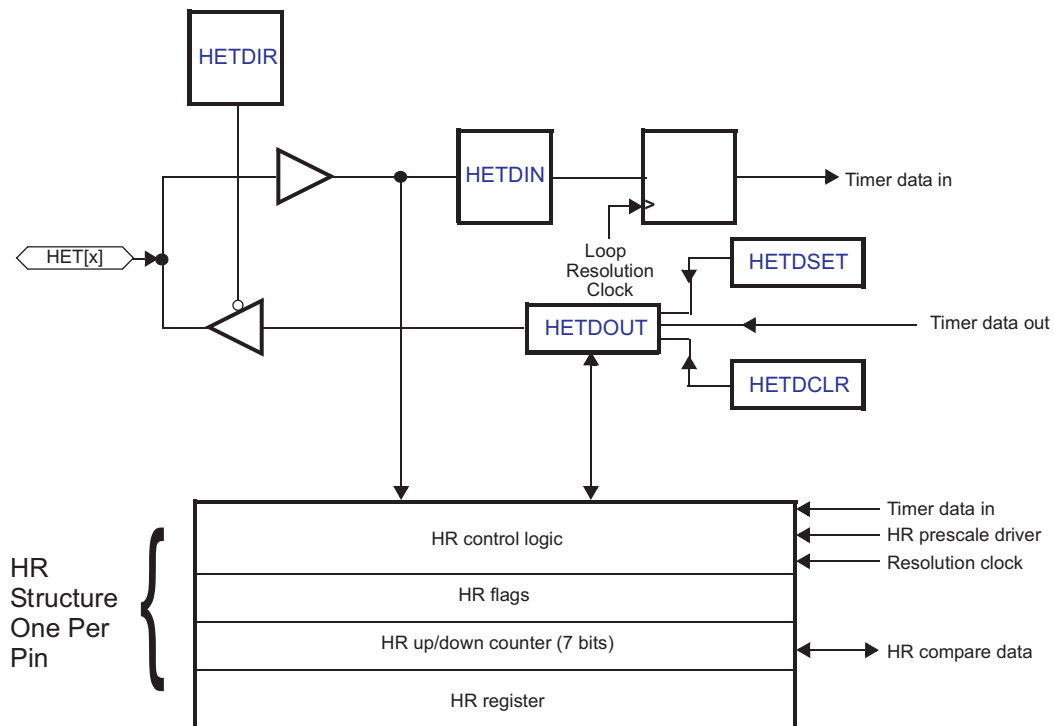 HETDIR
HETDIN
Timer data in
HET[x]
Loop
Resolution
Clock
>
HETDSET
HETDOUT
Timer data out
HETDCLR
HR
Structure
One Per
Pin
{
HR control logic
Timer data in
HR prescale driver
Resolution clock
HR flags
HR up/down counter (7 bits)
HR compare data
HR register